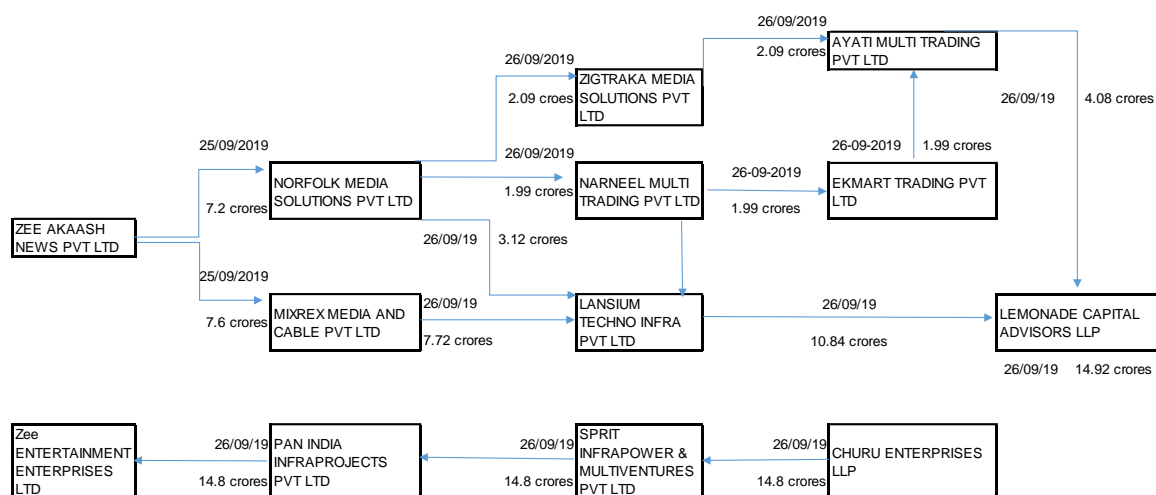 26/09/2019
2.09 crores
AYATI MULTI TRADING
PVT LTD
26/09/2019
2.09 croes
ZIGTRAKA MEDIA
SOLUTIONS PVT
LTD
26/09/19
4.08 crores
25/09/2019
7.2 crores
NORFOLK MEDIA
SOLUTIONS PVT LTD
26/09/2019
1.99 crores
NARNEEL MULTI
TRADING PVT LTD
26-09-2019
1.99 crores
EKMART TRADING PVT
LTD
26-09-2019
1.99 crores
ZEE AKAASH
NEWS PVT LTD
26/09/19
3.12 crores
25/09/2019
7.6 crores
MIXREX MEDIA AND
CABLE PVT LTD
26/09/19
7.72 crores
LANSIUM
TECHNO INFRA
PVT LTD
26/09/19
10.84 crores
LEMONADE CAPITAL
ADVISORS LLP
26/09/19
14.92 crores
Zee
ENTERTAINMENT
ENTERPRISES
LTD
26/09/19
14.8 crores
PAN INDIA
INFRAPROJECTS
PVT LTD
26/09/19
14.8 crores
SPRIT
INFRAPOWER &
MULTIVENTURES
PVT LTD
26/09/19
14.8 crores
CHURU ENTERPRISES
LLP